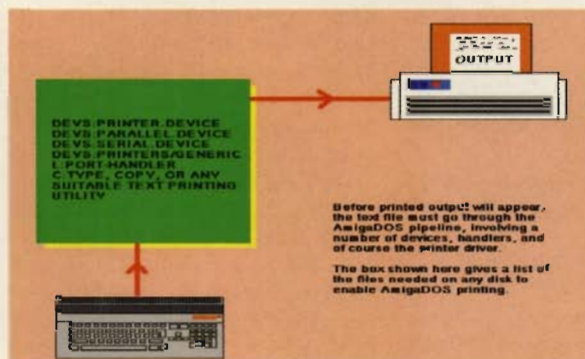 OUTPUT
DEVS:PRINTER.DEVICE
DEVS:PARALLEL.DEVICE
DEVS:SERIAL.DEVICE
DEVS:PRINTERS/GENERIC
L:PORT-HANDLER
C:TYPE, COPY, OR ANY
SUITABLE TEXT PRINTING
UTILITY
Before printed output will appear,
the text file must go through the
AmigaDOS pipeline, involving a
number of devices, handlers, and
of course the printer driver.
The box shown here gives a list of
the files needed on any disk to
enable AmigaDOS printing.